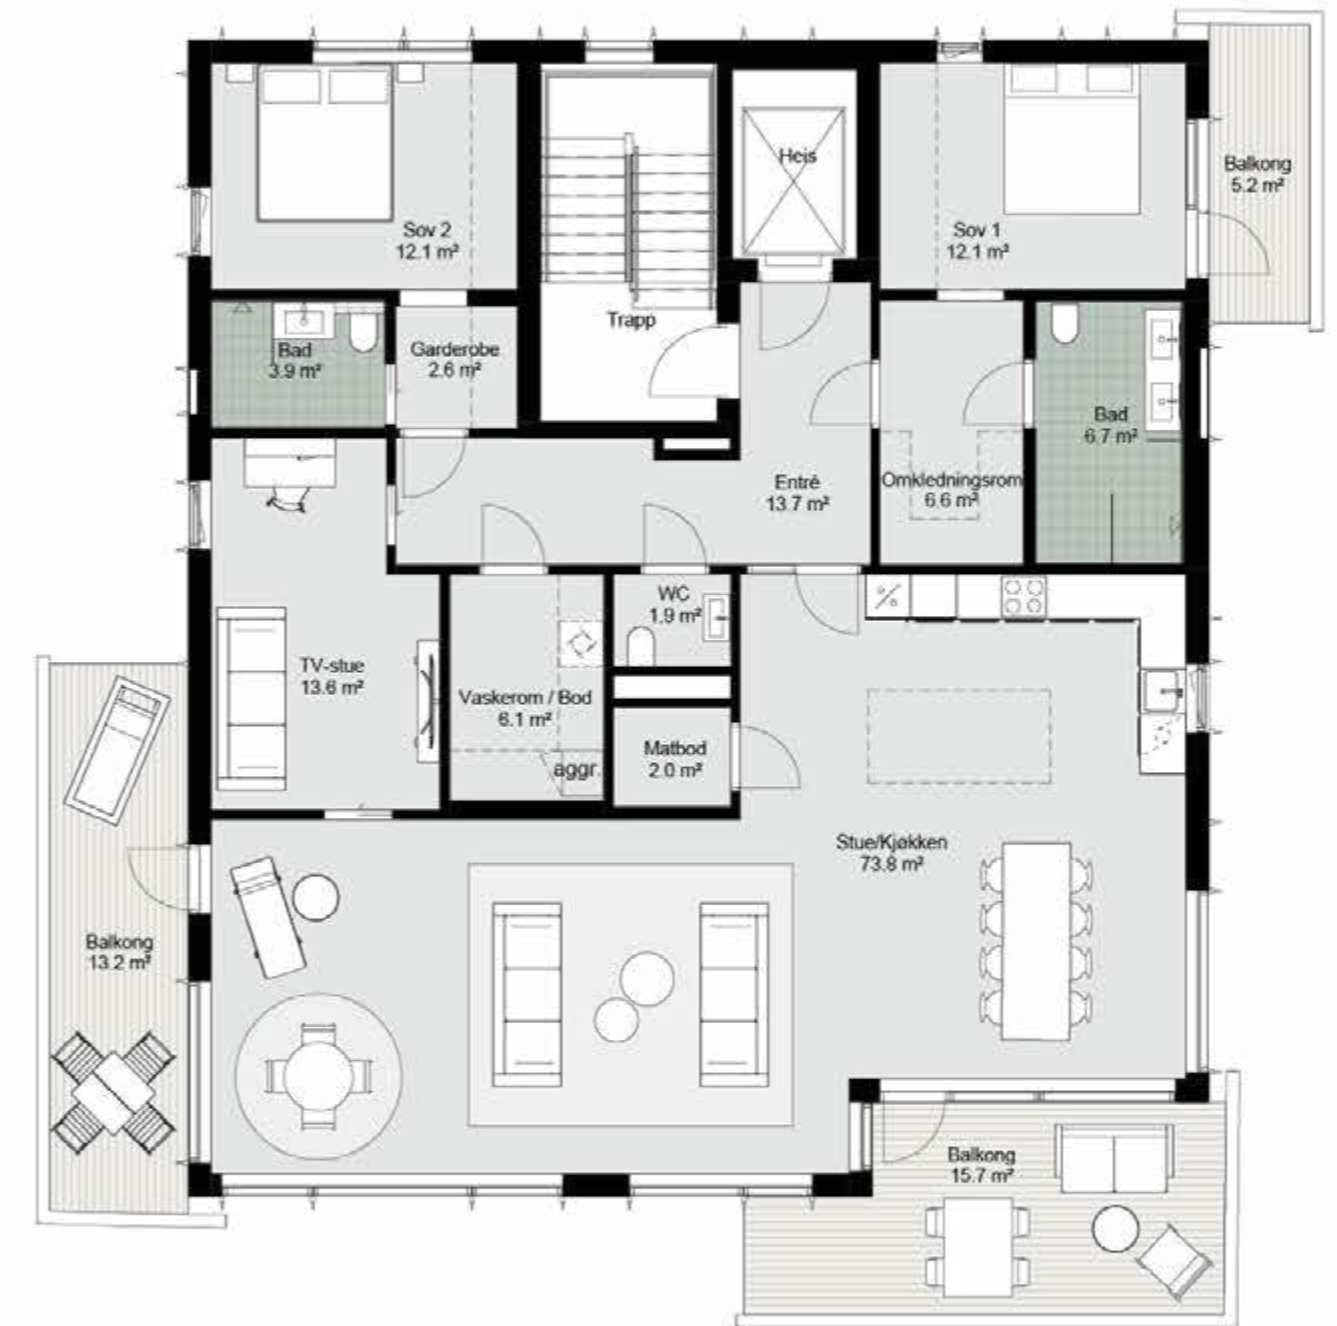 Heis
Balkong
5.2 m²
Sov 2
12.1 m²
Sov 1
12.1 m²
Trapp
Bad
3.9 m²
Garderobe
2.6 m²
Bad
6.7 m²
Entré
13.7 m²
Omkledningsrom
6.6 m²
WC
1.9 m²
TV-stue
13.6 m²
Vaskerom / Bod
6.1 m²
Matbod
2.0 m²
aggr.
Stue/Kjøkken
73.8 m²
Balkong
13.2 m²
Balkong
15.7 m²